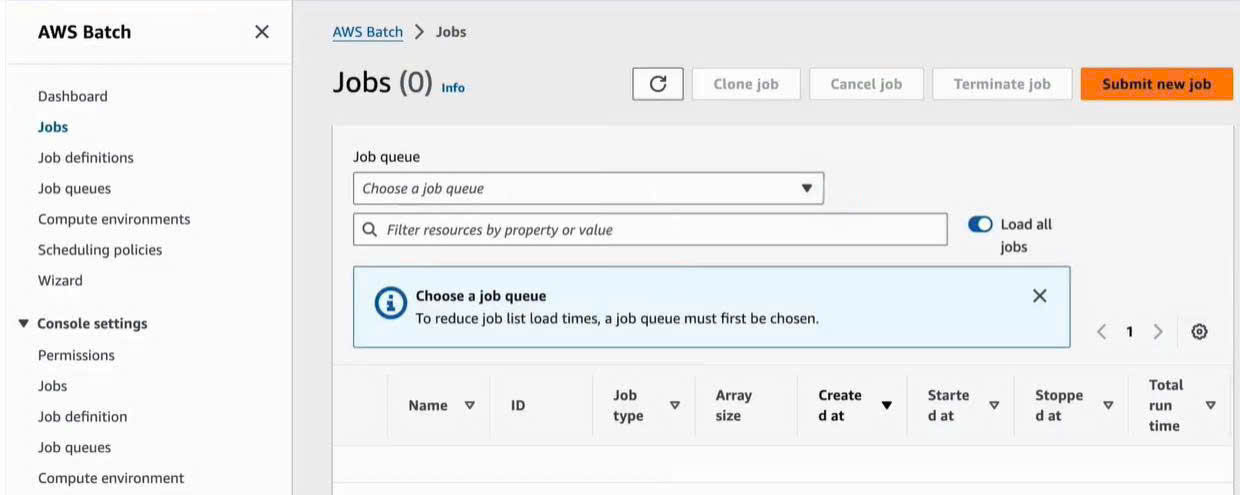 AWS Batch
Dashboard
Jobs
Job definitions
Job queues
Compute environments
Scheduling policies
Wizard
Console settings
Permissions
Jobs
Job definition
Job queues
Compute environment
AWS Batch > Jobs
Jobs (0) Info
Clone job
Cancel job
Terminate job
Submit new job
Job queue
Choose a job queue
Filter resources by property or value
Load all
jobs
Choose a job queue
To reduce job list load times, a job queue must first be chosen.
1
Name
ID
Job
type
Array
size
Create
d at
Starte
d at
Stoppe
d at
Total
run
time